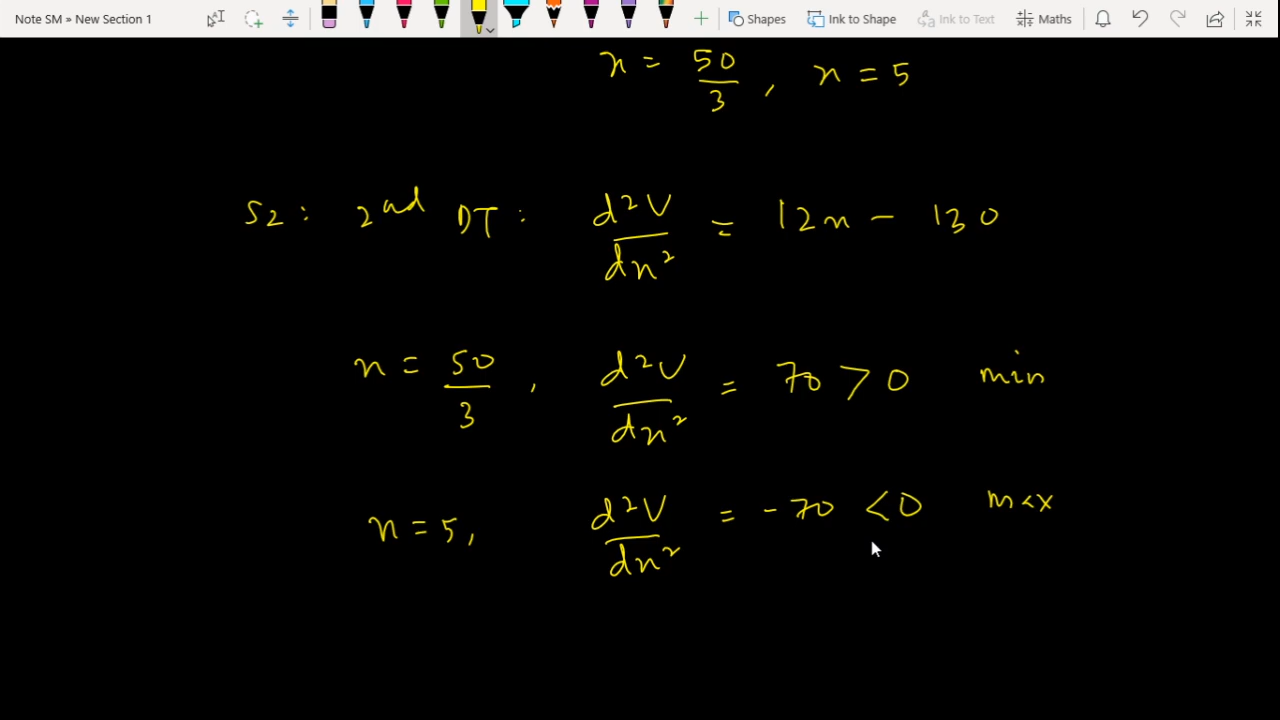 Note SM » New Section 1
Shapes
Ink to Shape
Ink to Text
Maths
x = 50/3 , x = 5
S2 : 2nd DT : d²V/dx² = 12x - 130
x = 50/3 , d²V/dx² = 70 > 0 min
x = 5, d²V/dx² = -70 < 0 max